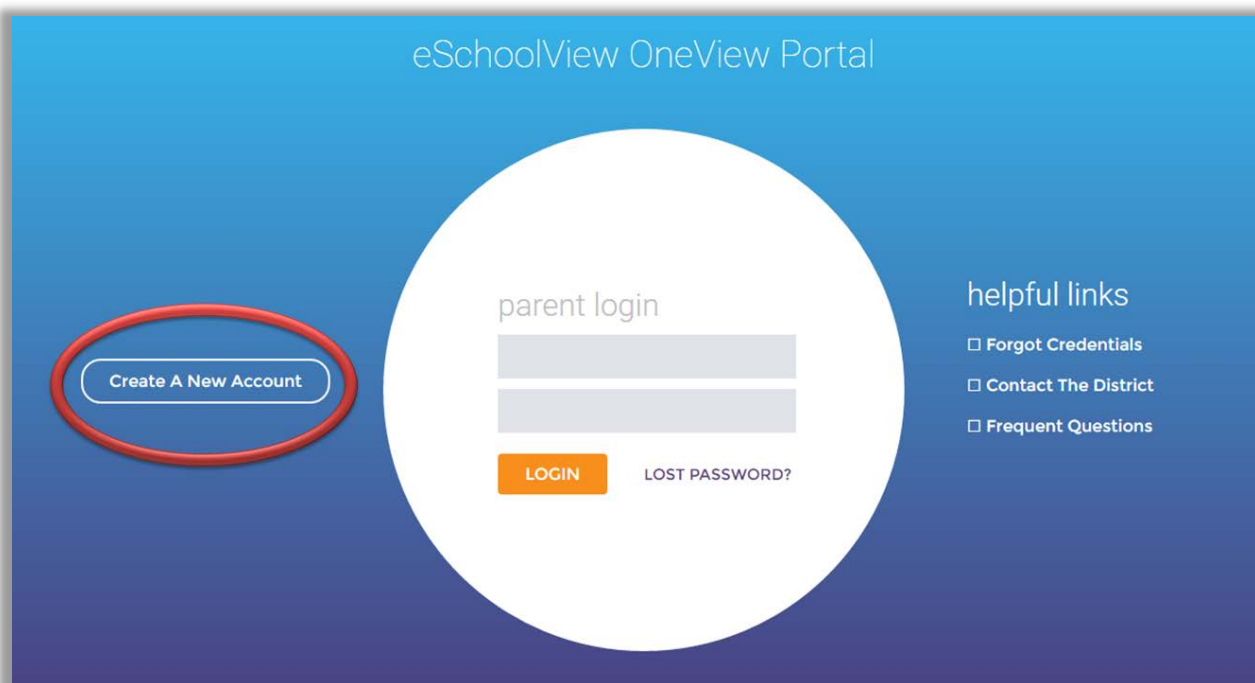 eSchoolView OneView Portal
Create A New Account
parent login
LOGIN
LOST PASSWORD?
helpful links
Forgot Credentials
Contact The District
Frequent Questions